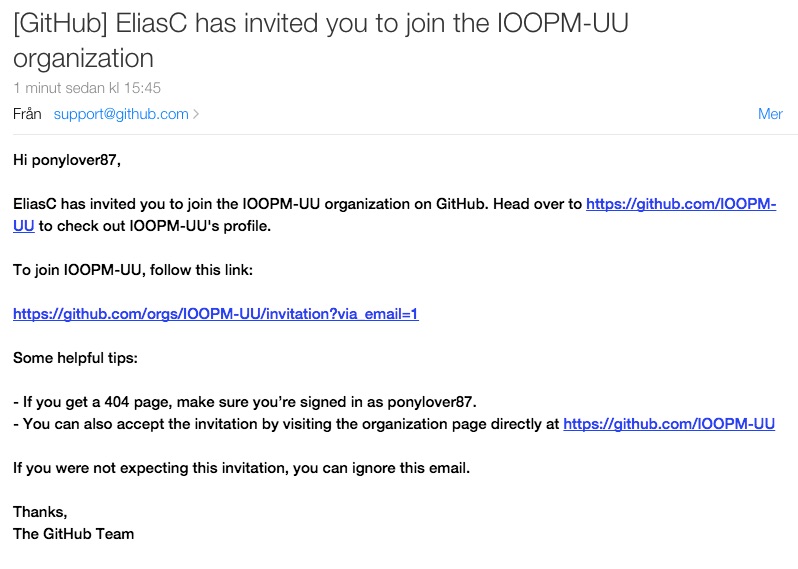 [GitHub] EliasC has invited you to join the IOOPM-UU
organization
1 minut sedan kl 15:45
Från support@github.com >
Mer
Hi ponylover87,
EliasC has invited you to join the IOOPM-UU organization on GitHub. Head over to https://github.com/IOOPM-
UU to check out IOOPM-UU's profile.
To join IOOPM-UU, follow this link:
https://github.com/orgs/IOOPM-UU/invitation?via_email=1
Some helpful tips:
- If you get a 404 page, make sure you’re signed in as ponylover87.
- You can also accept the invitation by visiting the organization page directly at https://github.com/IOOPM-UU
If you were not expecting this invitation, you can ignore this email.
Thanks,
The GitHub Team